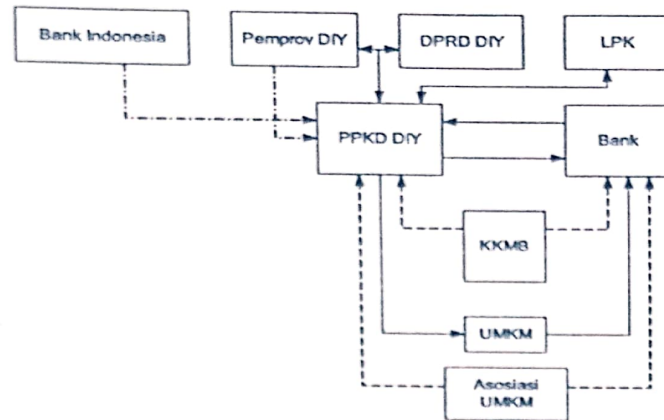 Bank Indonesia
Pemprov DIY
DPRD DIY
LPK
PPKD DIY
Bank
KKMB
UMKM
Asosiasi
UMKM